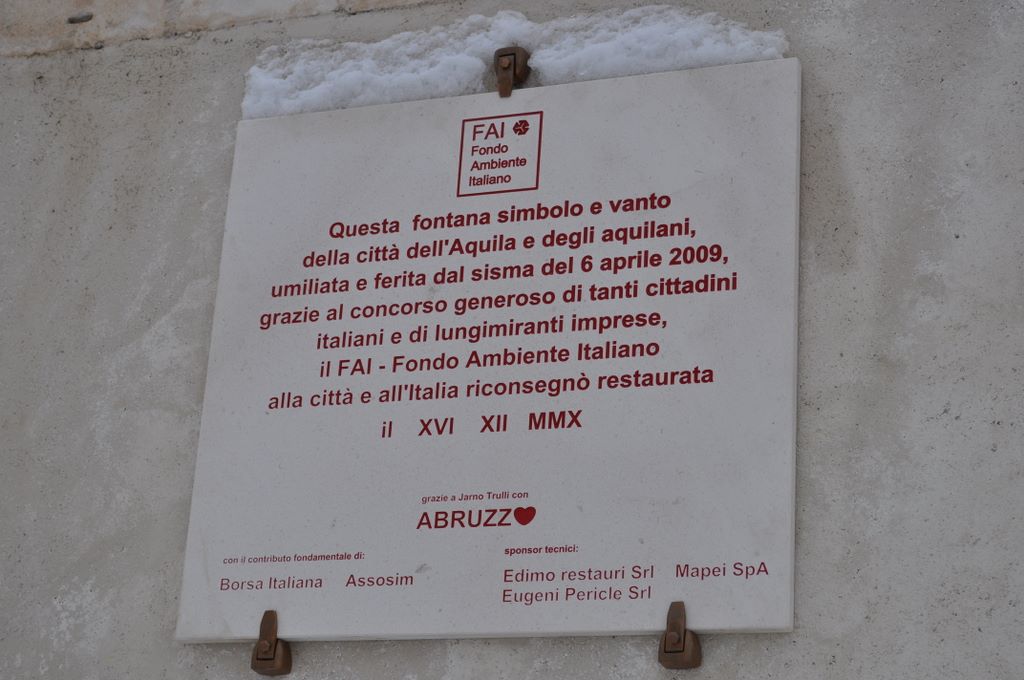 FAI
Fondo
Ambiente
Italiano
Questa fontana simbolo e vanto
della città dell'Aquila e degli aquilani,
umiliata e ferita dal sisma del 6 aprile 2009,
grazie al concorso generoso di tanti cittadini
italiani e di lungimiranti imprese,
il FAI - Fondo Ambiente Italiano
alla città e all'Italia riconsegnò restaurata
il XVI XII MMX
grazie a Jarno Trulli con
ABRUZZ❤
con il contributo fondamentale di:
Borsa Italiana Assosim
sponsor tecnici:
Edimo restauri Srl Mapei SpA
Eugeni Pericle Srl